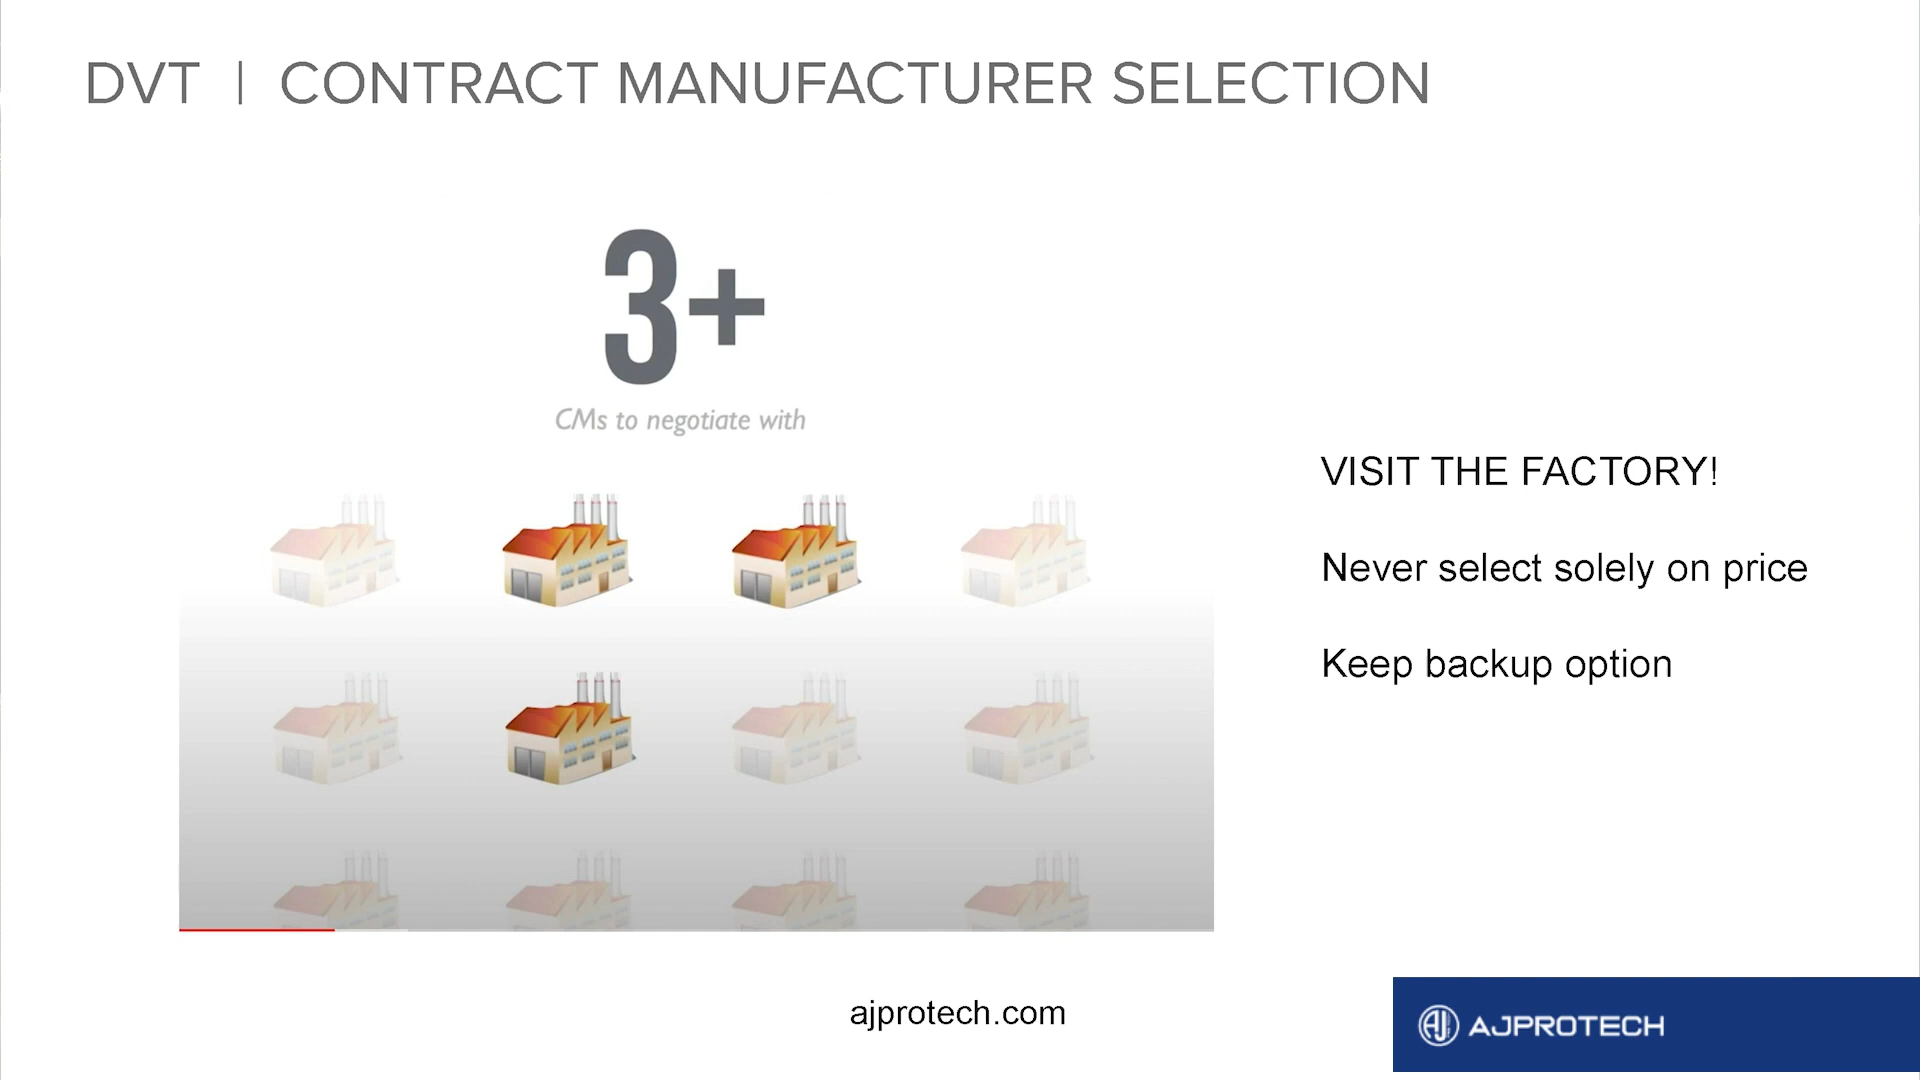 DVT | CONTRACT MANUFACTURER SELECTION
3+
CMs to negotiate with
VISIT THE FACTORY!
Never select solely on price
Keep backup option
ajprotech.com
AJ AJPROTECH